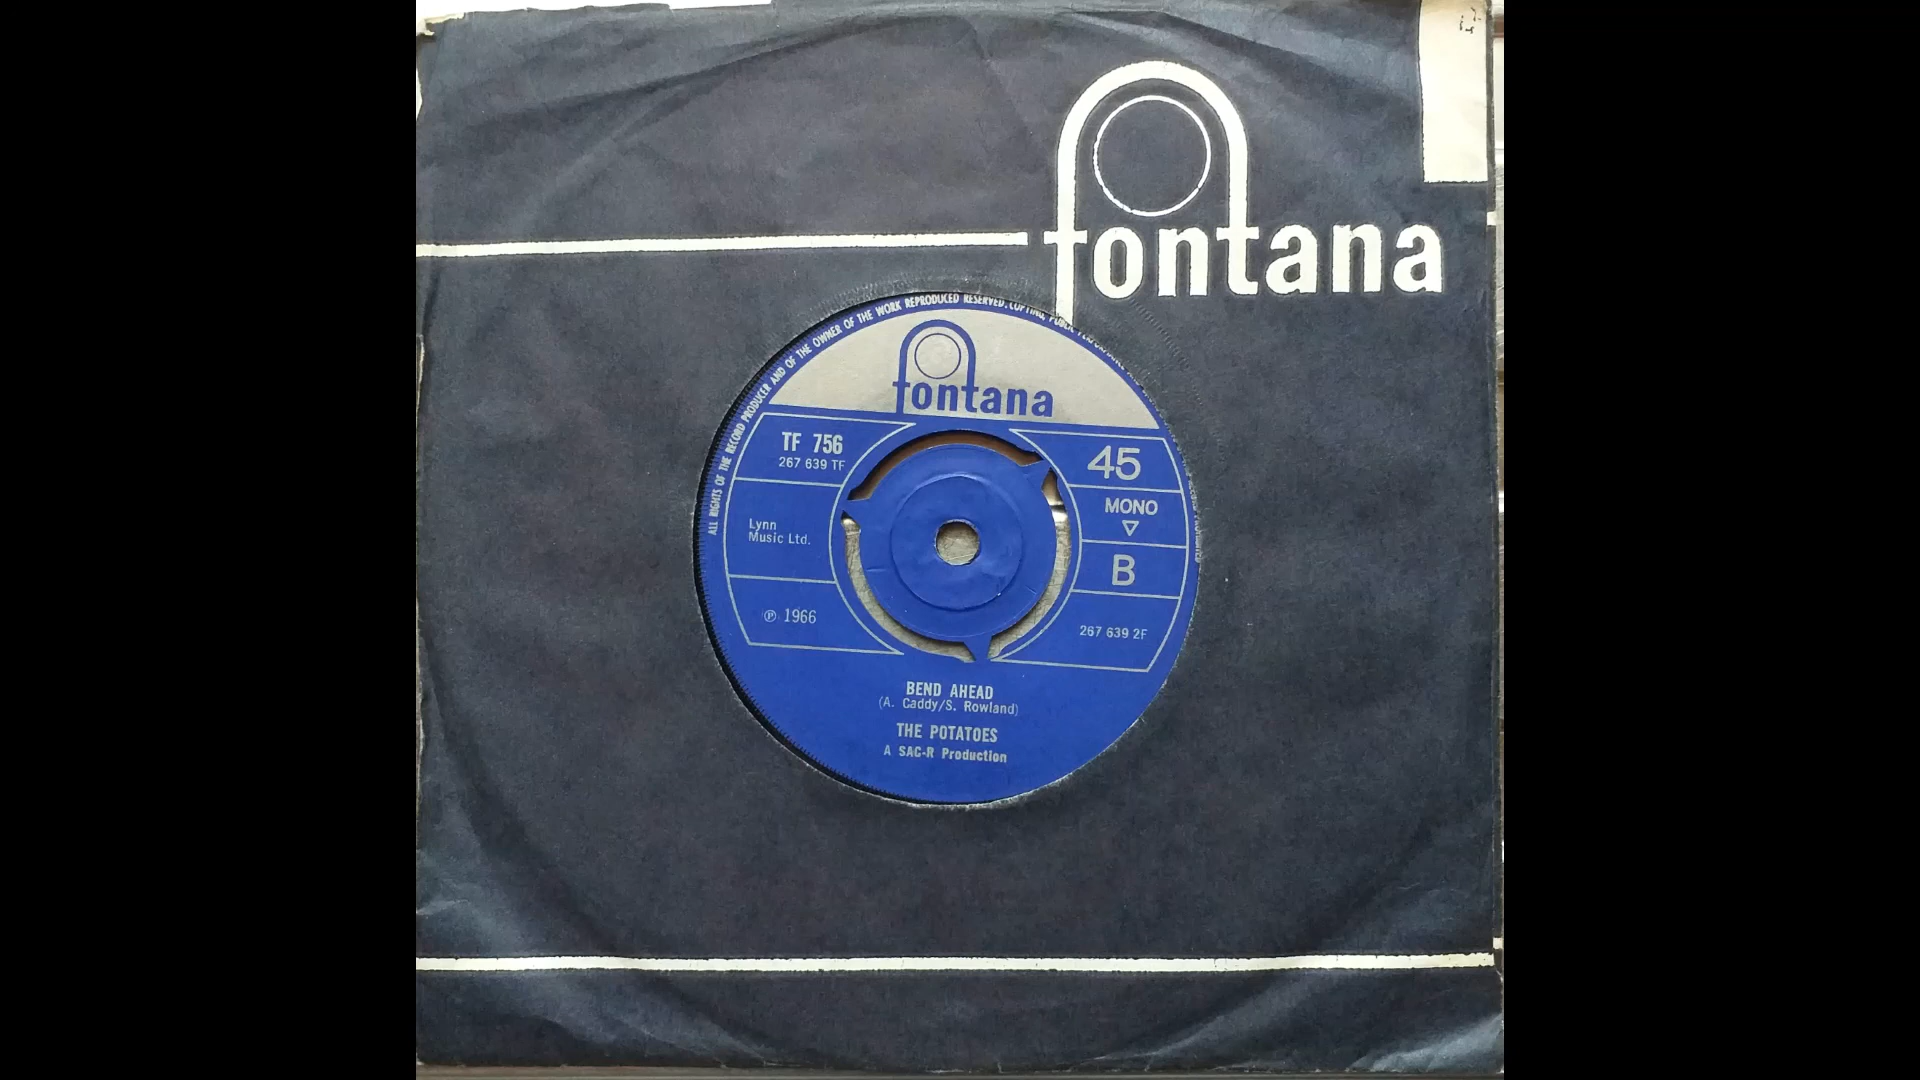 fontana
ALL RIGHTS OF THE RECORD PRODUCER AND OF THE OWNER OF THE WORK REPRODUCED RESERVED. COPYING, PUBLIC PERFORMANCE
fontana
TF 756
267 639 TF
45
MONO
Lynn
Music Ltd.
B
℗ 1966
267 639 2F
BEND AHEAD
(A. Caddy/S. Rowland)
THE POTATOES
A SAC-R Production